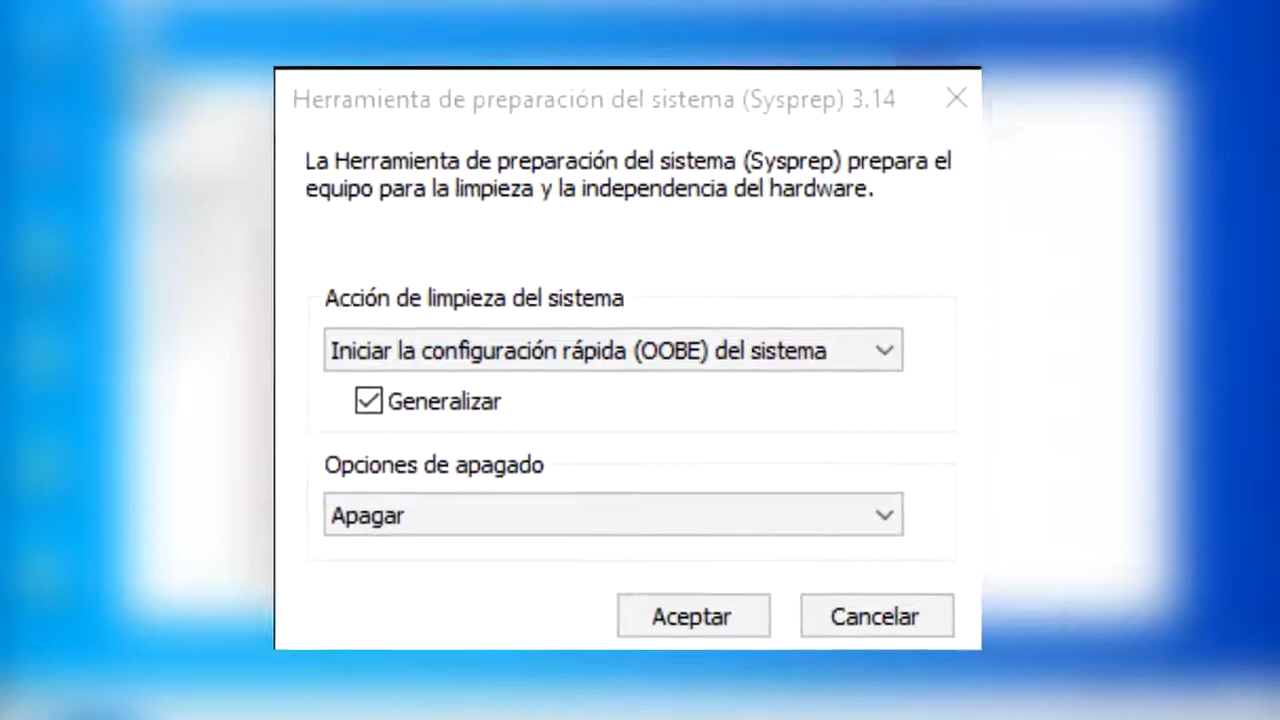 Herramienta de preparación del sistema (Sysprep) 3.14
La Herramienta de preparación del sistema (Sysprep) prepara el
equipo para la limpieza y la independencia del hardware.
Acción de limpieza del sistema
Iniciar la configuración rápida (OOBE) del sistema
Generalizar
Opciones de apagado
Apagar
Aceptar
Cancelar